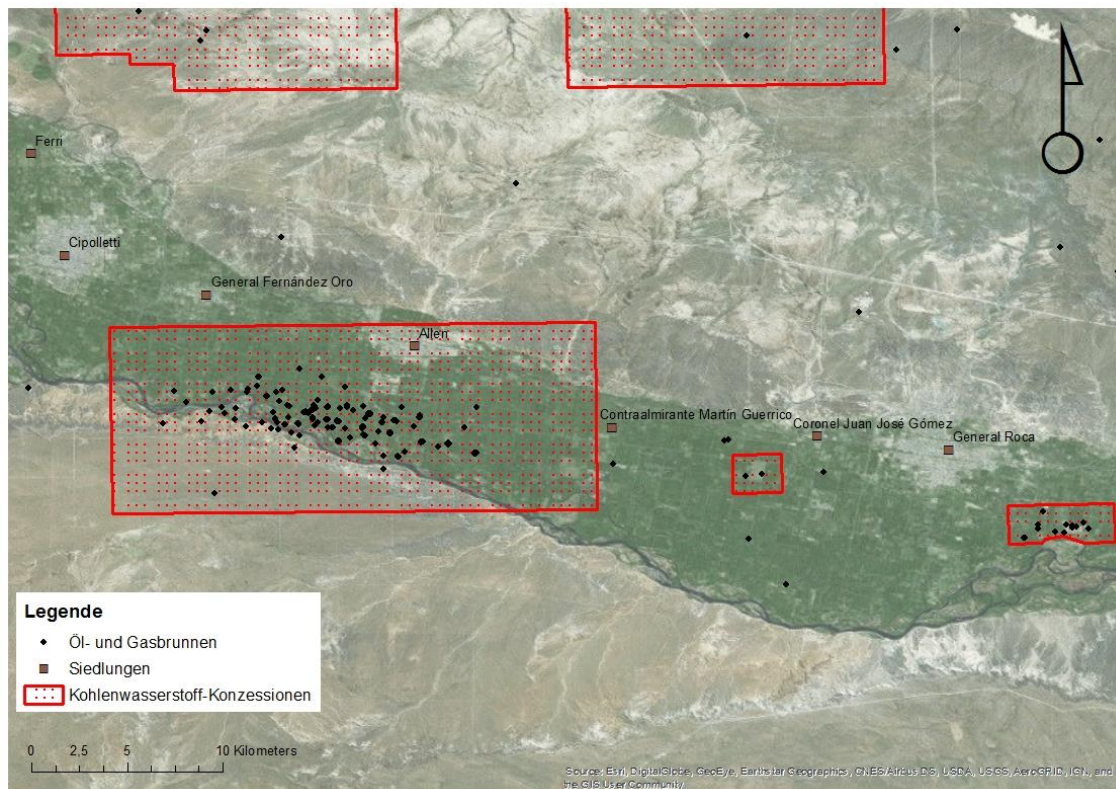 Ferri
Cipolletti
General Fernández Oro
Allen
Contraalmirante Martín Guerrico
Coronel Juan José Gómez
General Roca
Legende
Öl- und Gasbrunnen
Siedlungen
Kohlenwasserstoff-Konzessionen
0 2,5 5 10 Kilometers
Source: Esri, DigitalGlobe, GeoEye, Earthstar Geographics, CNES/Airbus DS, USDA, USGS, AeroGRID, IGN, and
the GIS User Community